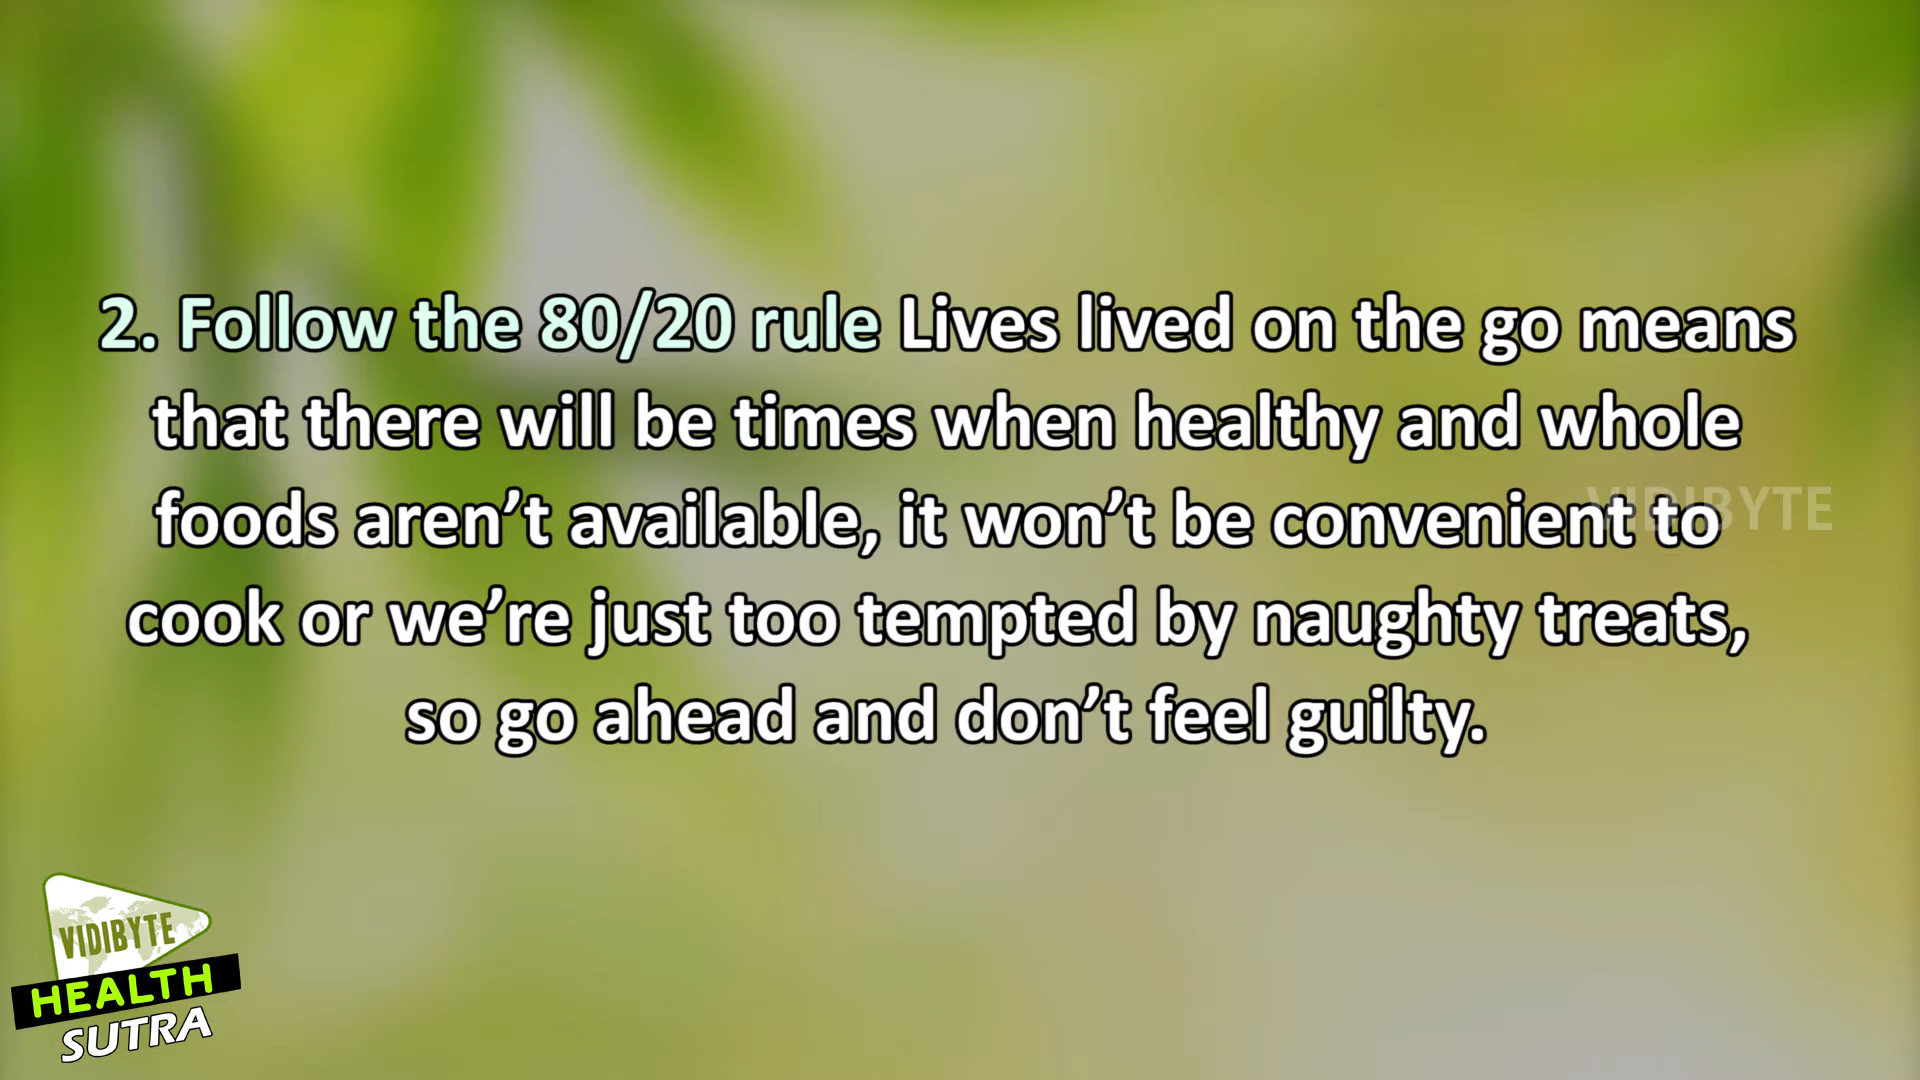 2. Follow the 80/20 rule Lives lived on the go means
that there will be times when healthy and whole
foods aren’t available, it won’t be convenient to
cook or we’re just too tempted by naughty treats,
so go ahead and don’t feel guilty.
VIDIBYTE
VIDIBYTE
HEALTH
SUTRA